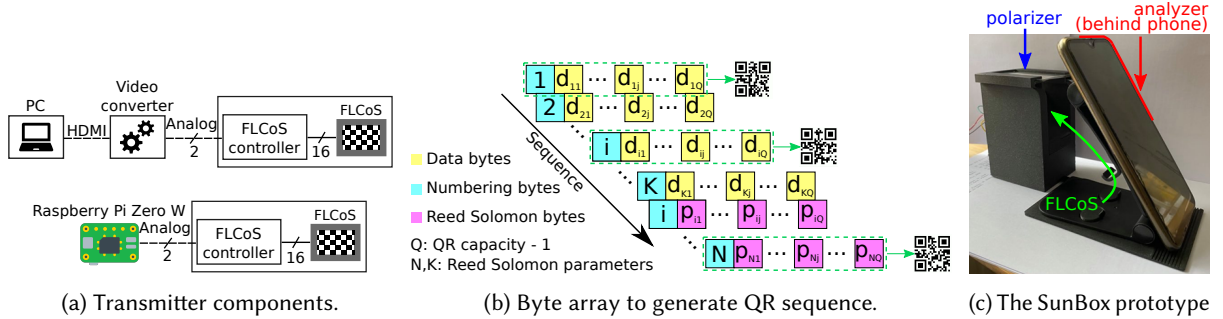 PC
Video
converter
HDMI
Analog
2
FLCoS
controller
16
FLCoS
Raspberry Pi Zero W
Analog
2
FLCoS
controller
16
FLCoS
(a) Transmitter components.
1 d11 ... d1j ... d1Q
2 d21 ... d2j ... d2Q
i di1 ... dij ... diQ
K dK1 ... dKj ... dKQ
i pi1 ... pij ... piQ
N pN1 ... pNj ... pNQ
Sequence
Data bytes
Numbering bytes
Reed Solomon bytes
Q: QR capacity - 1
N,K: Reed Solomon parameters
(b) Byte array to generate QR sequence.
polarizer
analyzer
(behind phone)
FLCoS
(c) The SunBox prototype